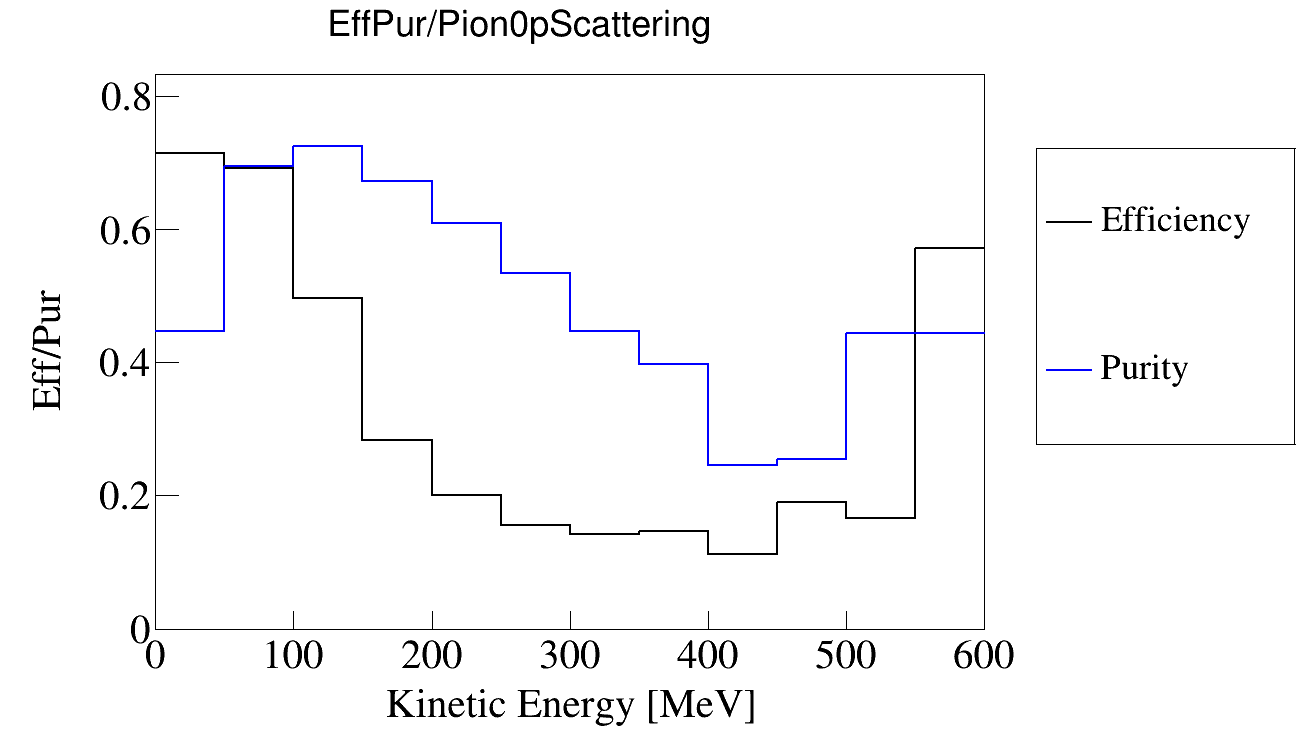 EffPur/Pion0pScattering
Eff/Pur
0.8
0.6
0.4
0.2
0
0 100 200 300 400 500 600
Kinetic Energy [MeV]
Efficiency
Purity